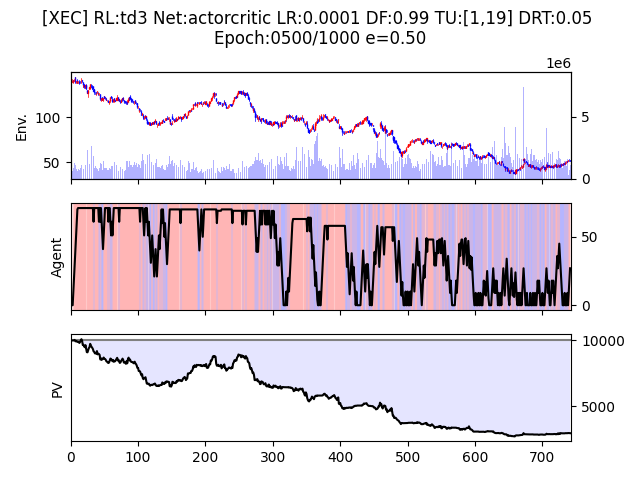 [XEC] RL:td3 Net:actorcritic LR:0.0001 DF:0.99 TU:[1,19] DRT:0.05
Epoch:0500/1000 e=0.50
1e6
Env.
100
50
5
0
Agent
50
0
PV
10000
5000
0 100 200 300 400 500 600 700